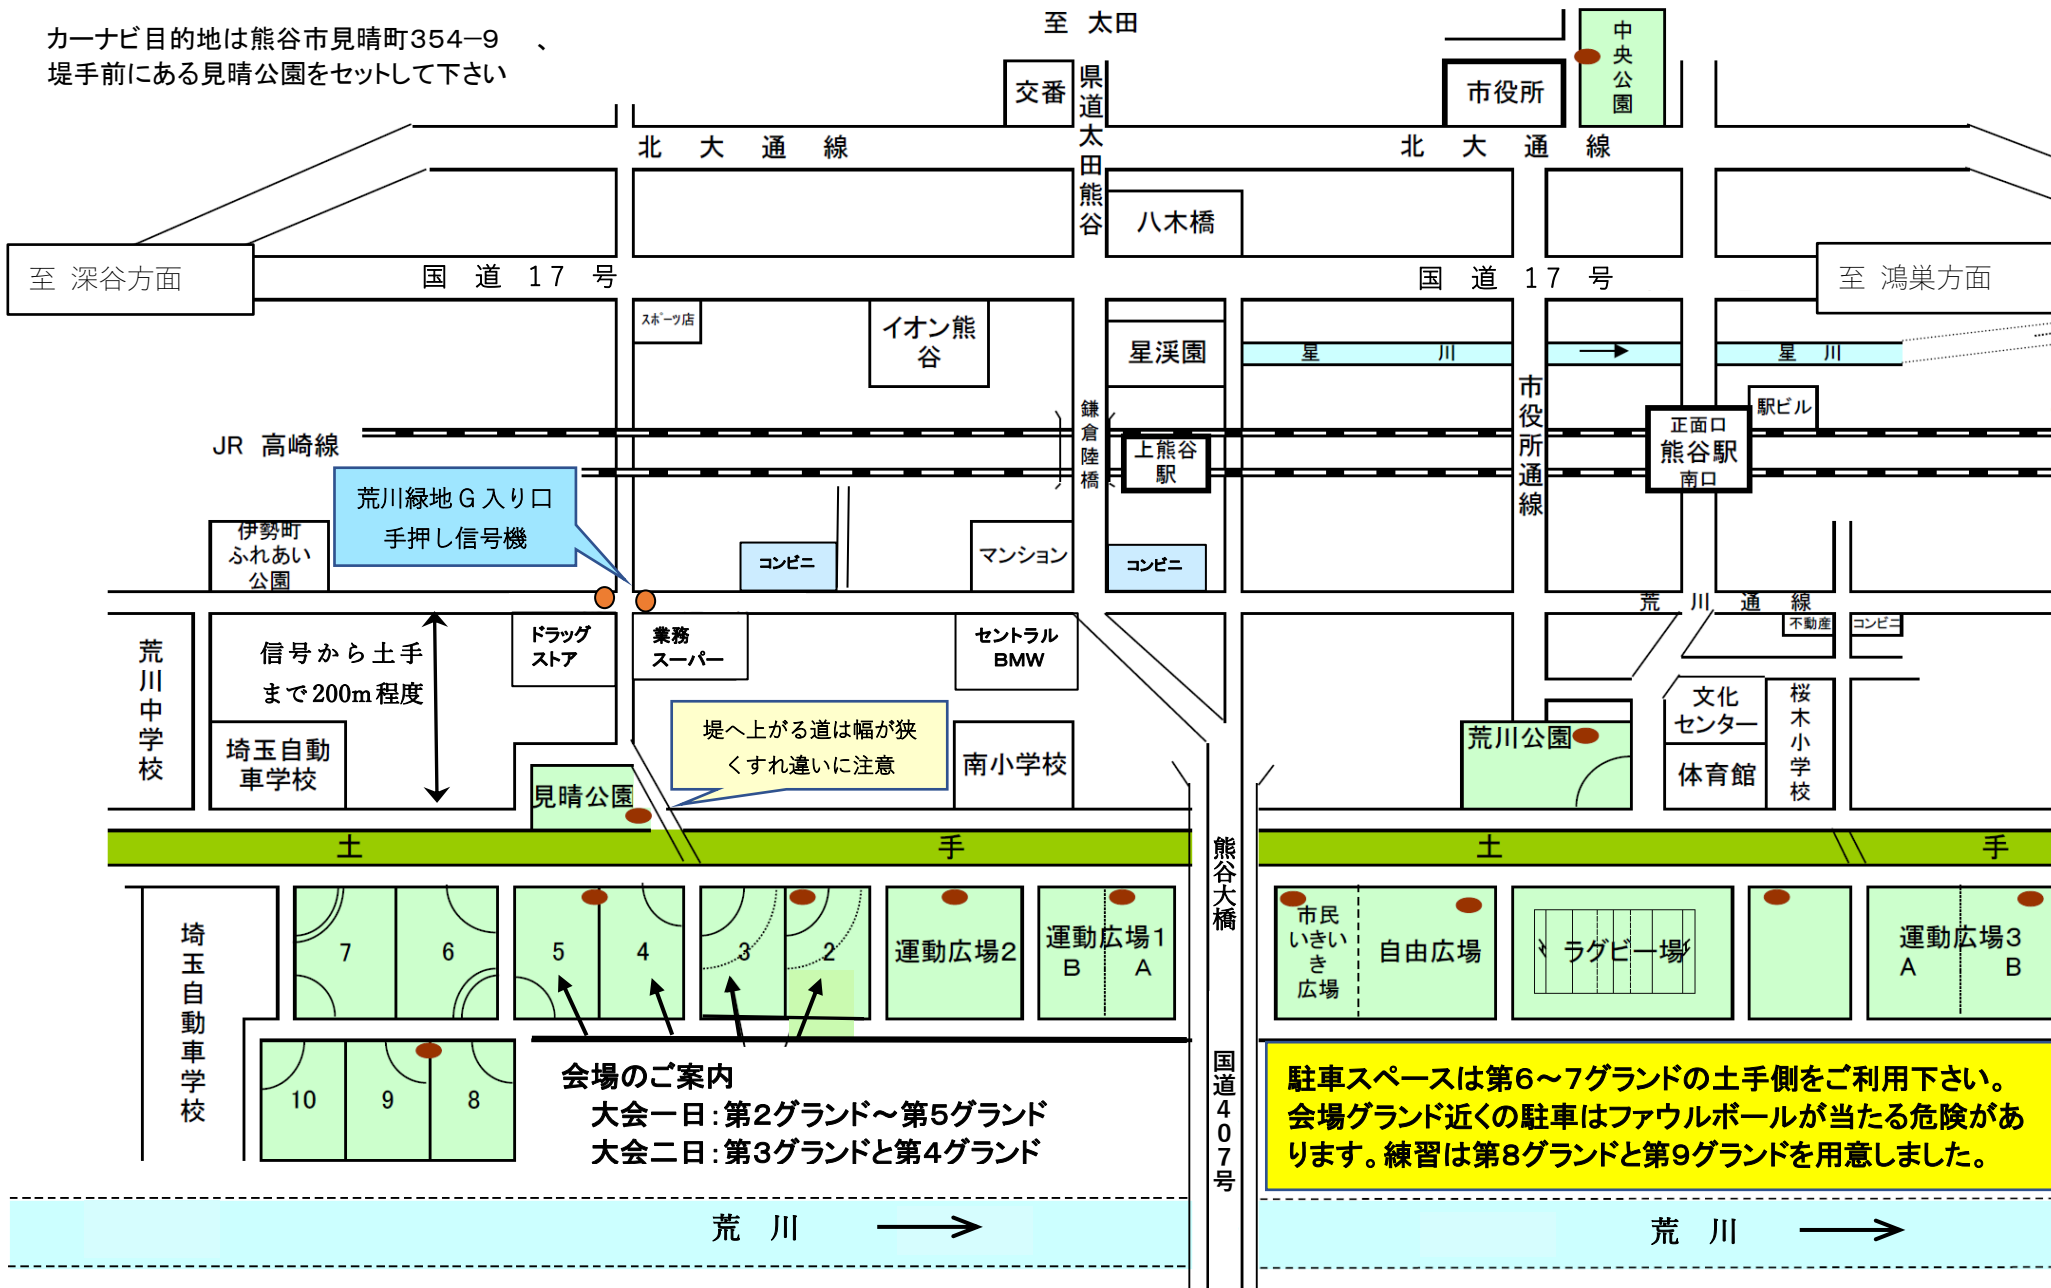 カーナビ目的地は熊谷市見晴町354−9　、
堤手前にある見晴公園をセットして下さい
至　太田
中央公園
交番
県道太田熊谷
市役所
北　大　通　線
北　大　通　線
八木橋
至 深谷方面
国　道　17　号
国　道　17　号
至 鴻巣方面
スポーツ店
イオン熊
谷
星渓園
星　川
星　川
市役所通線
鎌倉陸橋
駅ビル
JR 高崎線
上熊谷
駅
正面口
熊谷駅
南口
荒川緑地G入り口
手押し信号機
伊勢町
ふれあい
公園
コンビニ
マンション
コンビニ
荒　川　通　線
不動産
コンビニ
荒川中学校
信号から土手
まで200m程度
ドラッグ
ストア
業務
スーパー
セントラル
BMW
文化
センター
桜木小学校
埼玉自動
車学校
堤へ上がる道は幅が狭
くすれ違いに注意
南小学校
荒川公園
体育館
見晴公園
土　手
熊谷大橋
土　手
埼玉自動車学校
7
6
5
4
3
2
運動広場2
運動広場1
B　A
市民
いきい
き
広場
自由広場
ラグビー場
運動広場3
A　B
10
9
8
会場のご案内
大会一日：第2グランド～第5グランド
大会二日：第3グランドと第4グランド
国道407号
駐車スペースは第6～7グランドの土手側をご利用下さい。
会場グランド近くの駐車はファウルボールが当たる危険があ
ります。練習は第8グランドと第9グランドを用意しました。
荒　川
荒　川